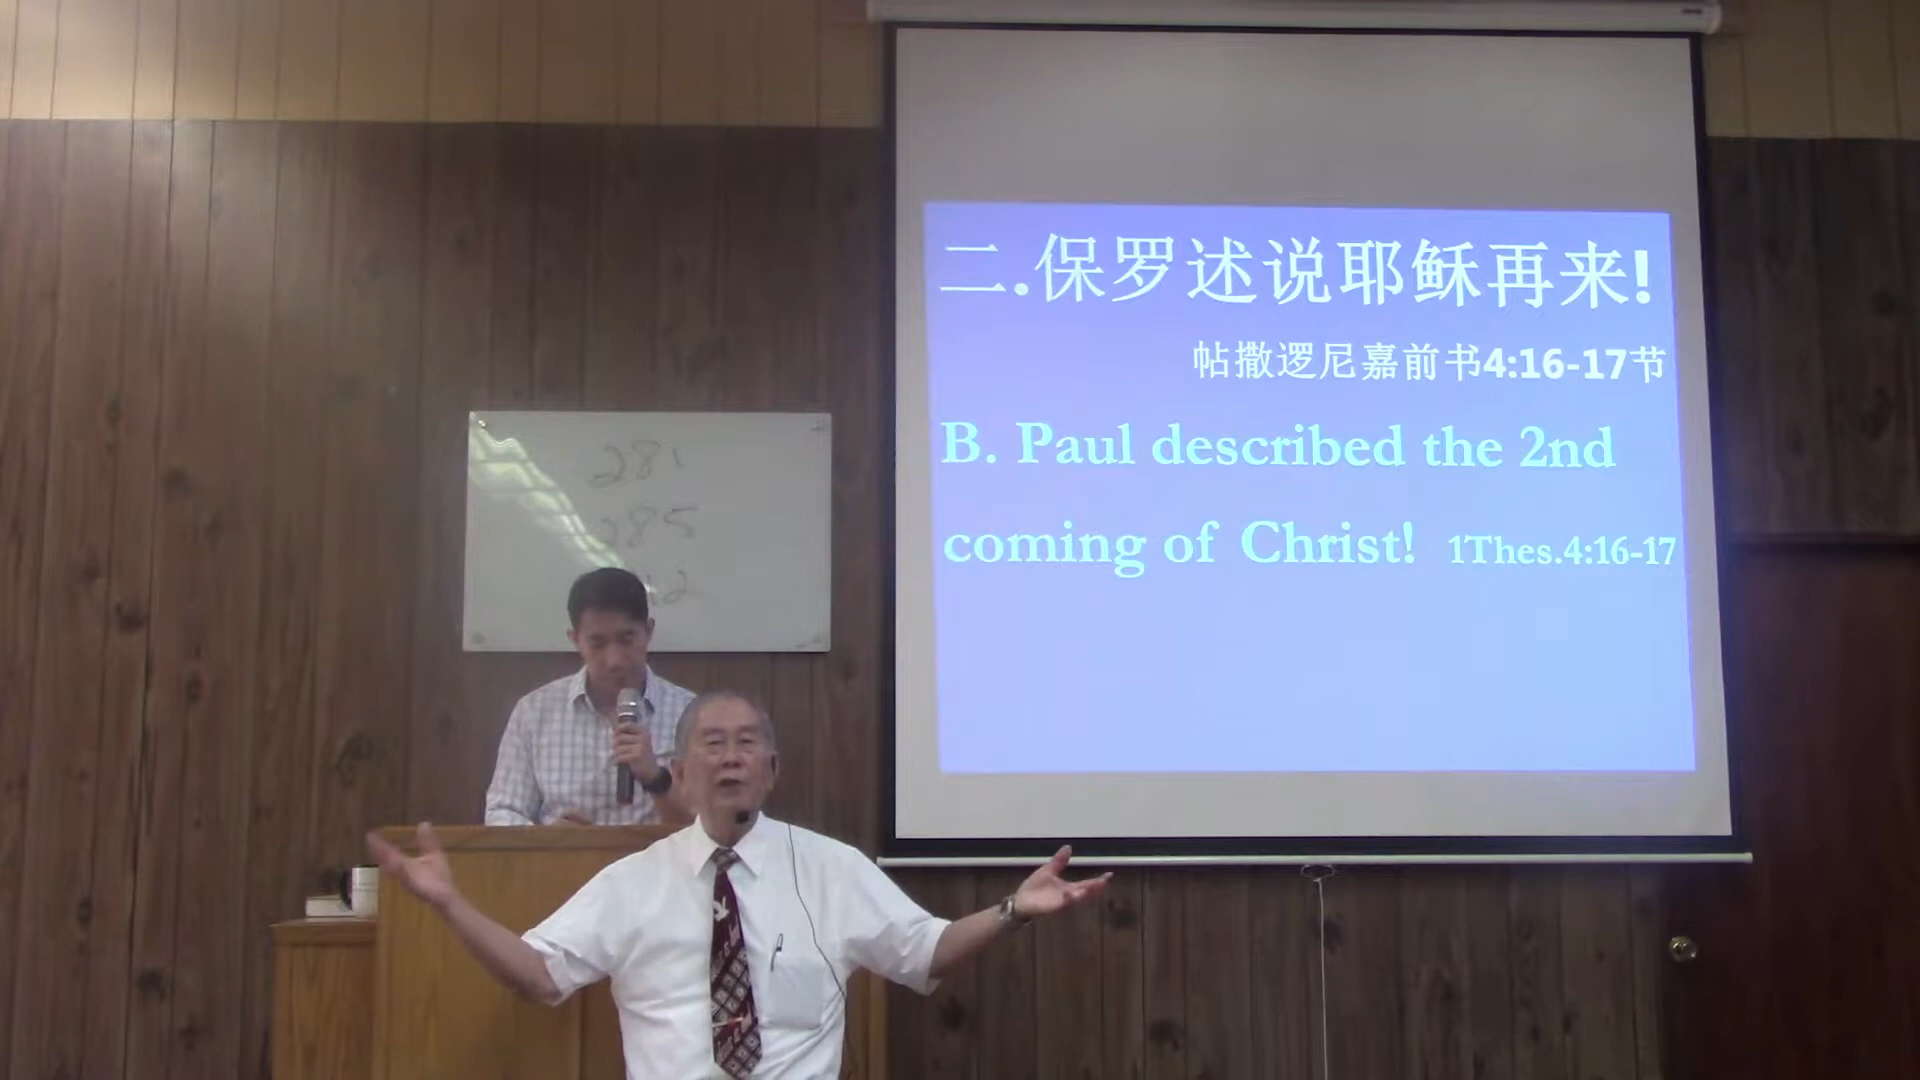 二.保罗述说耶稣再来!
帖撒逻尼嘉前书4:16-17节
B. Paul described the 2nd
coming of Christ! 1Thes.4:16-17
281
285